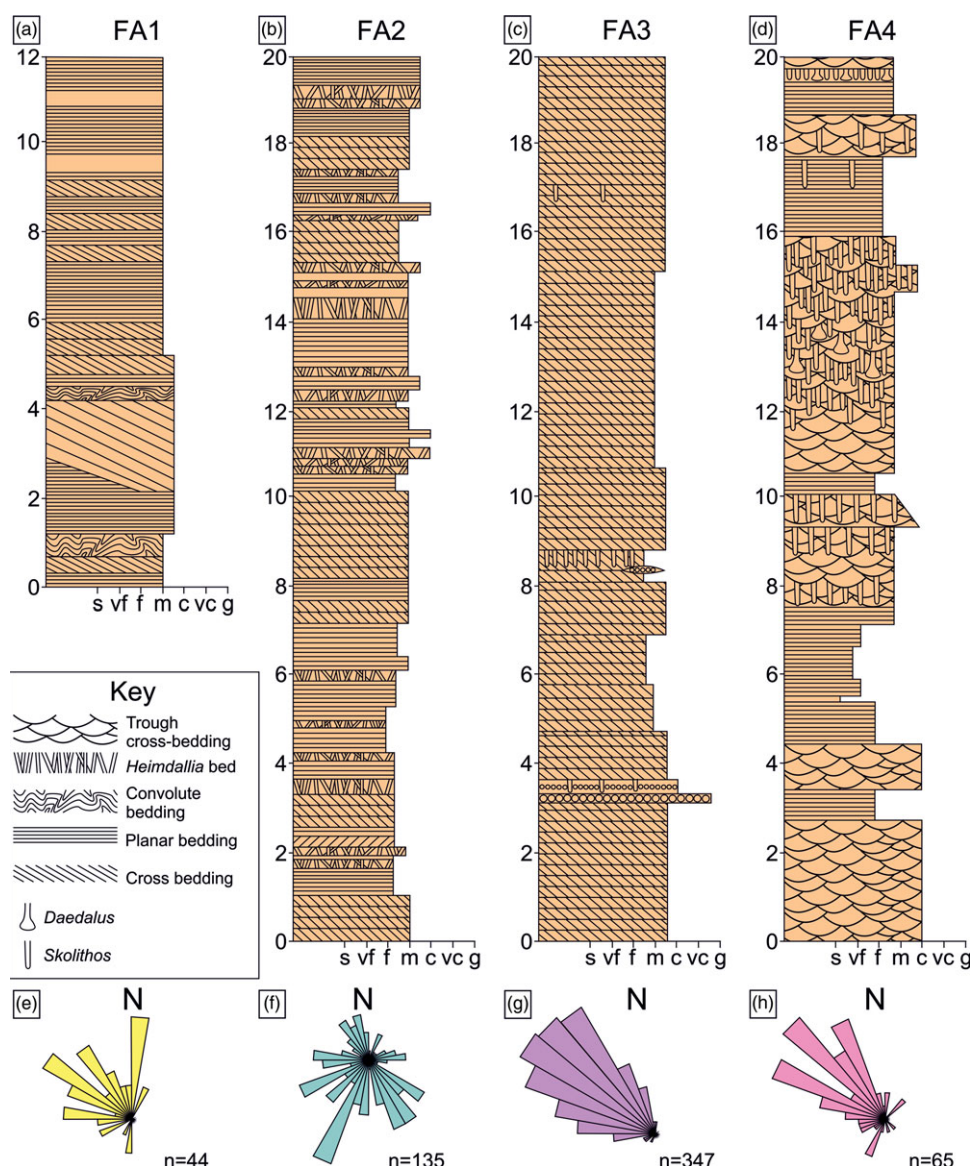 (a) FA1
12
10
8
6
4
2
0
s vf f m c vc g
(b) FA2
20
18
16
14
12
10
8
6
4
2
0
s vf f m c vc g
(c) FA3
20
18
16
14
12
10
8
6
4
2
0
s vf f m c vc g
(d) FA4
20
18
16
14
12
10
8
6
4
2
0
s vf f m c vc g
Key
Trough
cross-bedding
Heimdallia bed
Convolute
bedding
Planar bedding
Cross bedding
Daedalus
Skolithos
(e) N
n=44
(f) N
n=135
(g) N
n=347
(h) N
n=65